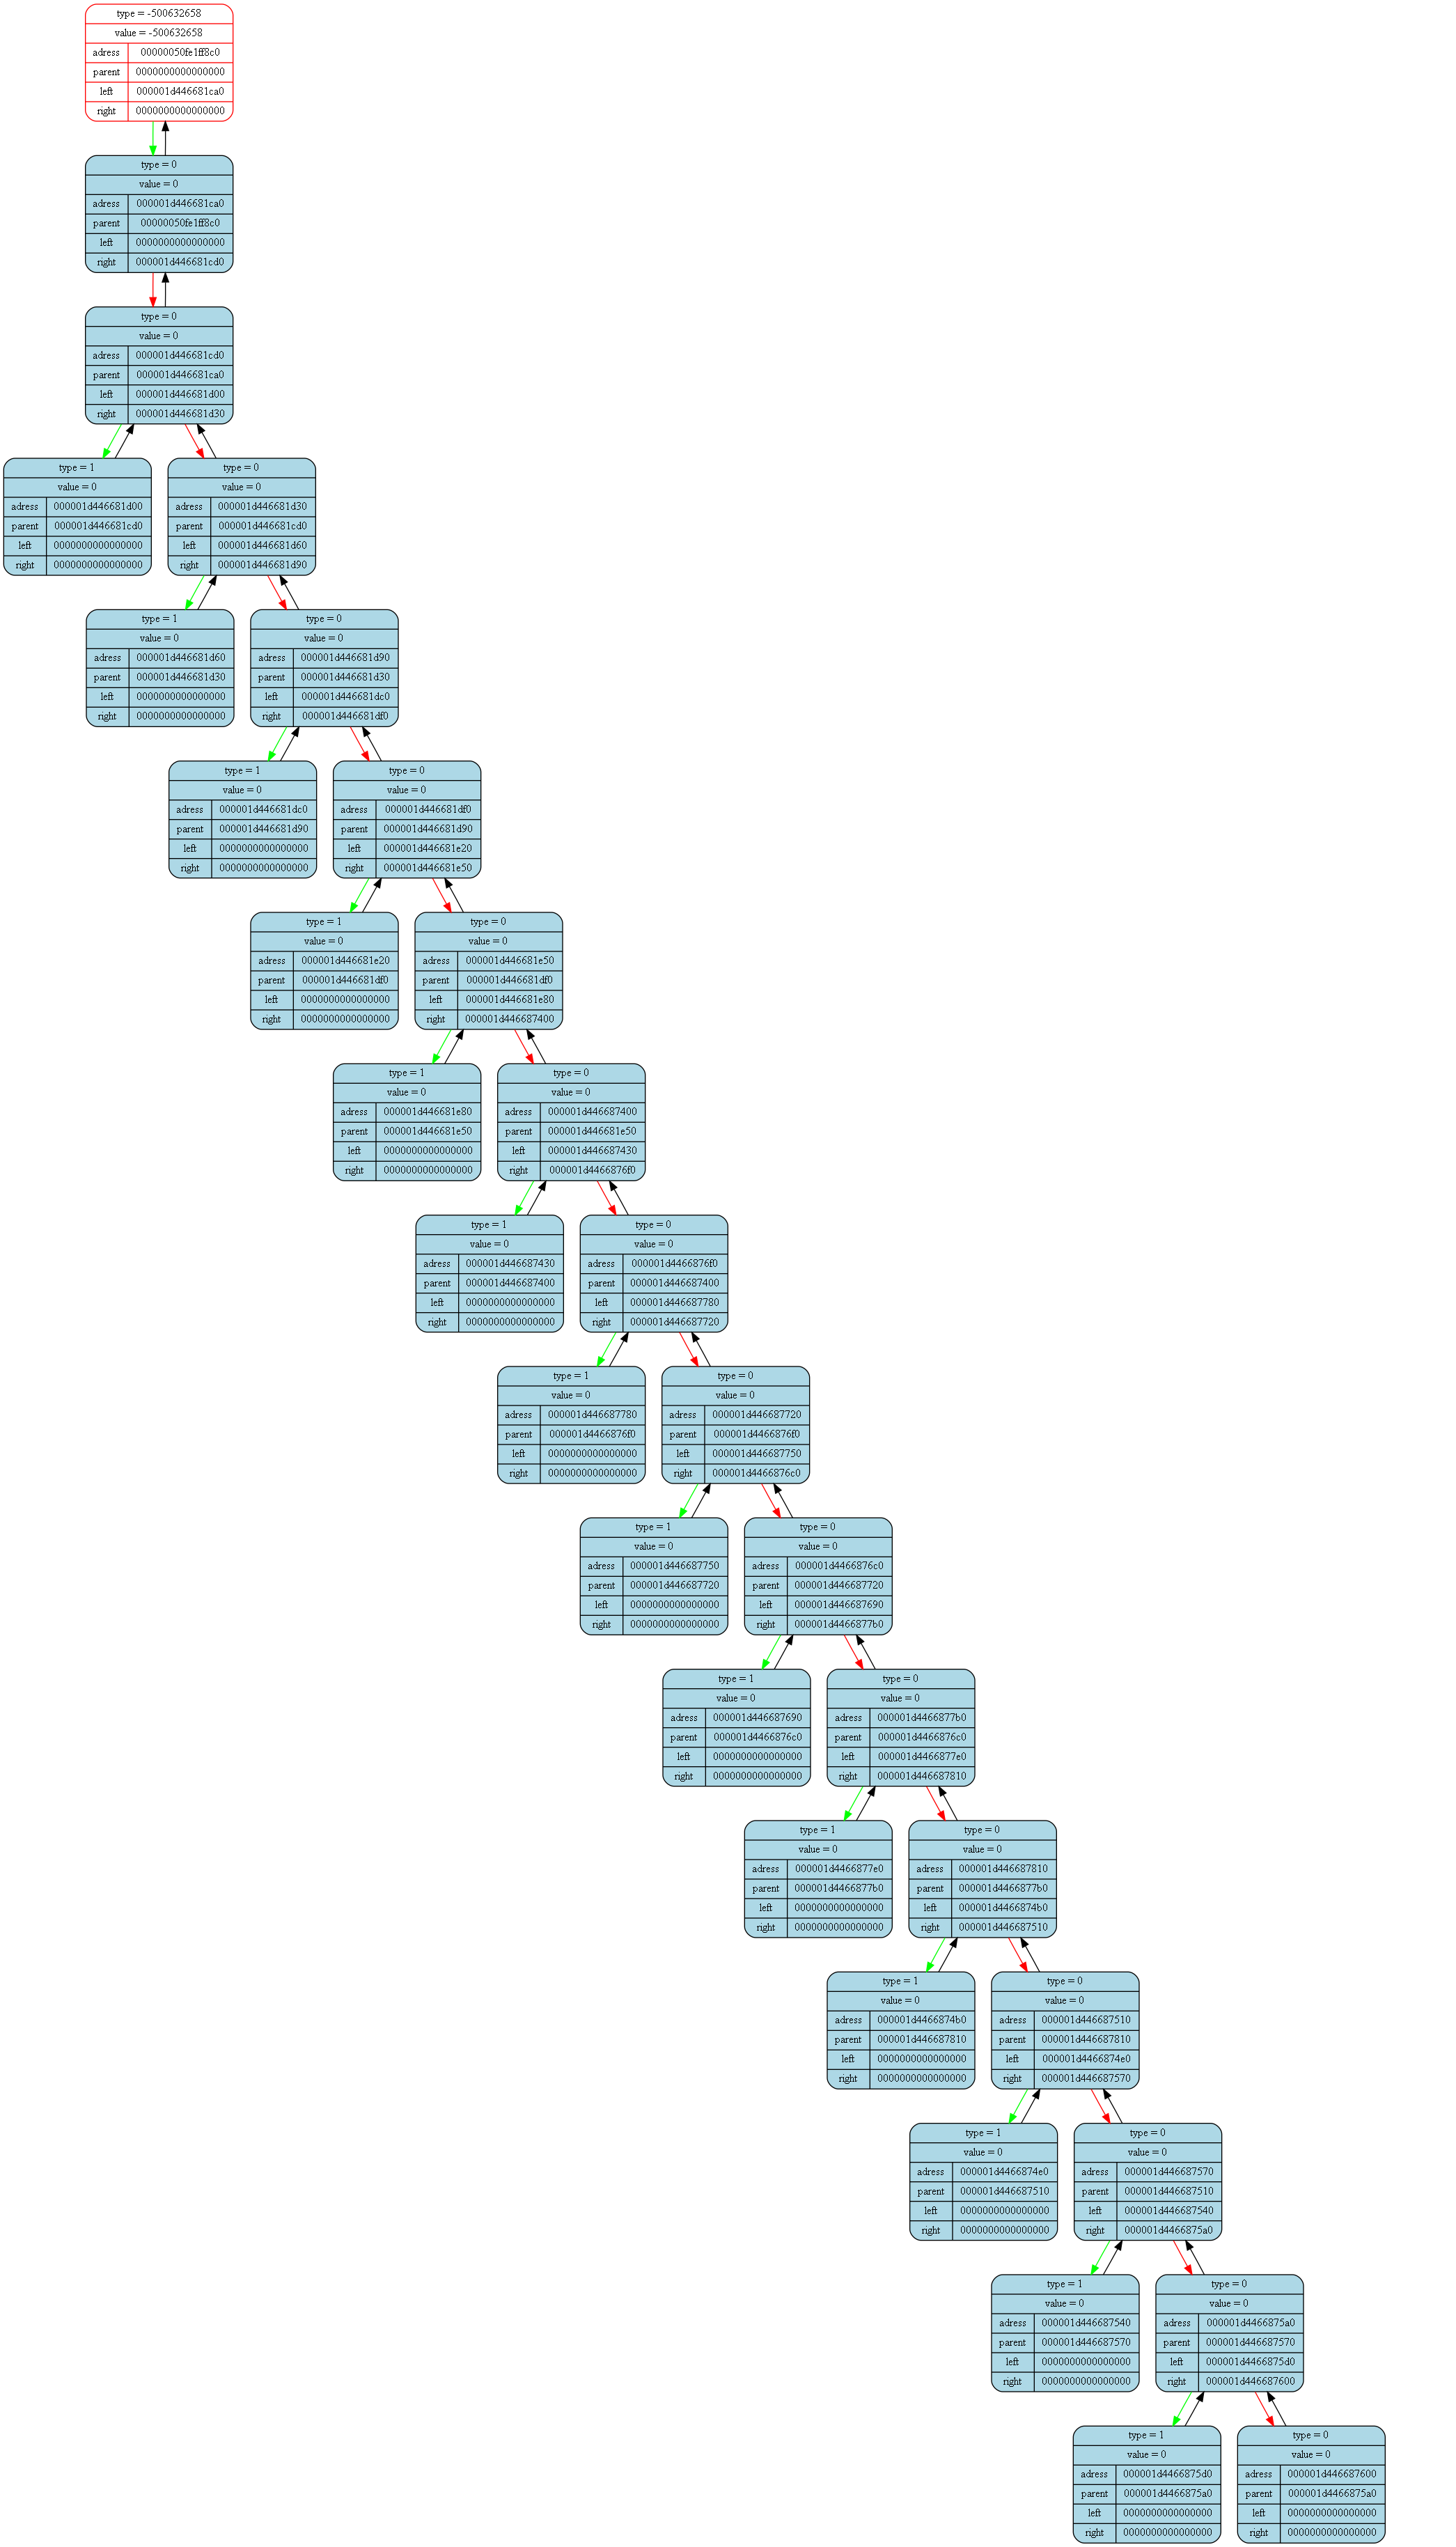 type = -500632658
value = -500632658
adress 00000050fe1ff8c0
parent 0000000000000000
left 000001d446681ca0
right 0000000000000000
type = 0
value = 0
adress 000001d446681ca0
parent 00000050fe1ff8c0
left 0000000000000000
right 000001d446681cd0
type = 0
value = 0
adress 000001d446681cd0
parent 000001d446681ca0
left 000001d446681d00
right 000001d446681d30
type = 1
value = 0
adress 000001d446681d00
parent 000001d446681cd0
left 0000000000000000
right 0000000000000000
type = 0
value = 0
adress 000001d446681d30
parent 000001d446681cd0
left 000001d446681d60
right 000001d446681d90
type = 1
value = 0
adress 000001d446681d60
parent 000001d446681d30
left 0000000000000000
right 0000000000000000
type = 0
value = 0
adress 000001d446681d90
parent 000001d446681d30
left 000001d446681dc0
right 000001d446681df0
type = 1
value = 0
adress 000001d446681dc0
parent 000001d446681d90
left 0000000000000000
right 0000000000000000
type = 0
value = 0
adress 000001d446681df0
parent 000001d446681d90
left 000001d446681e20
right 000001d446681e50
type = 1
value = 0
adress 000001d446681e20
parent 000001d446681df0
left 0000000000000000
right 0000000000000000
type = 0
value = 0
adress 000001d446681e50
parent 000001d446681df0
left 000001d446681e80
right 000001d446687400
type = 1
value = 0
adress 000001d446681e80
parent 000001d446681e50
left 0000000000000000
right 0000000000000000
type = 0
value = 0
adress 000001d446687400
parent 000001d446681e50
left 000001d446687430
right 000001d4466876f0
type = 1
value = 0
adress 000001d446687430
parent 000001d446687400
left 0000000000000000
right 0000000000000000
type = 0
value = 0
adress 000001d4466876f0
parent 000001d446687400
left 000001d446687780
right 000001d446687720
type = 1
value = 0
adress 000001d446687780
parent 000001d4466876f0
left 0000000000000000
right 0000000000000000
type = 0
value = 0
adress 000001d446687720
parent 000001d4466876f0
left 000001d446687750
right 000001d4466876c0
type = 1
value = 0
adress 000001d446687750
parent 000001d446687720
left 0000000000000000
right 0000000000000000
type = 0
value = 0
adress 000001d4466876c0
parent 000001d446687720
left 000001d446687690
right 000001d4466877b0
type = 1
value = 0
adress 000001d446687690
parent 000001d4466876c0
left 0000000000000000
right 0000000000000000
type = 0
value = 0
adress 000001d4466877b0
parent 000001d4466876c0
left 000001d4466877e0
right 000001d446687810
type = 1
value = 0
adress 000001d4466877e0
parent 000001d4466877b0
left 0000000000000000
right 0000000000000000
type = 0
value = 0
adress 000001d446687810
parent 000001d4466877b0
left 000001d4466874b0
right 000001d446687510
type = 1
value = 0
adress 000001d4466874b0
parent 000001d446687810
left 0000000000000000
right 0000000000000000
type = 0
value = 0
adress 000001d446687510
parent 000001d446687810
left 000001d4466874e0
right 000001d446687570
type = 1
value = 0
adress 000001d4466874e0
parent 000001d446687510
left 0000000000000000
right 0000000000000000
type = 0
value = 0
adress 000001d446687570
parent 000001d446687510
left 000001d446687540
right 000001d4466875a0
type = 1
value = 0
adress 000001d446687540
parent 000001d446687570
left 0000000000000000
right 0000000000000000
type = 0
value = 0
adress 000001d4466875a0
parent 000001d446687570
left 000001d4466875d0
right 000001d446687600
type = 1
value = 0
adress 000001d4466875d0
parent 000001d4466875a0
left 0000000000000000
right 0000000000000000
type = 0
value = 0
adress 000001d446687600
parent 000001d4466875a0
left 0000000000000000
right 0000000000000000